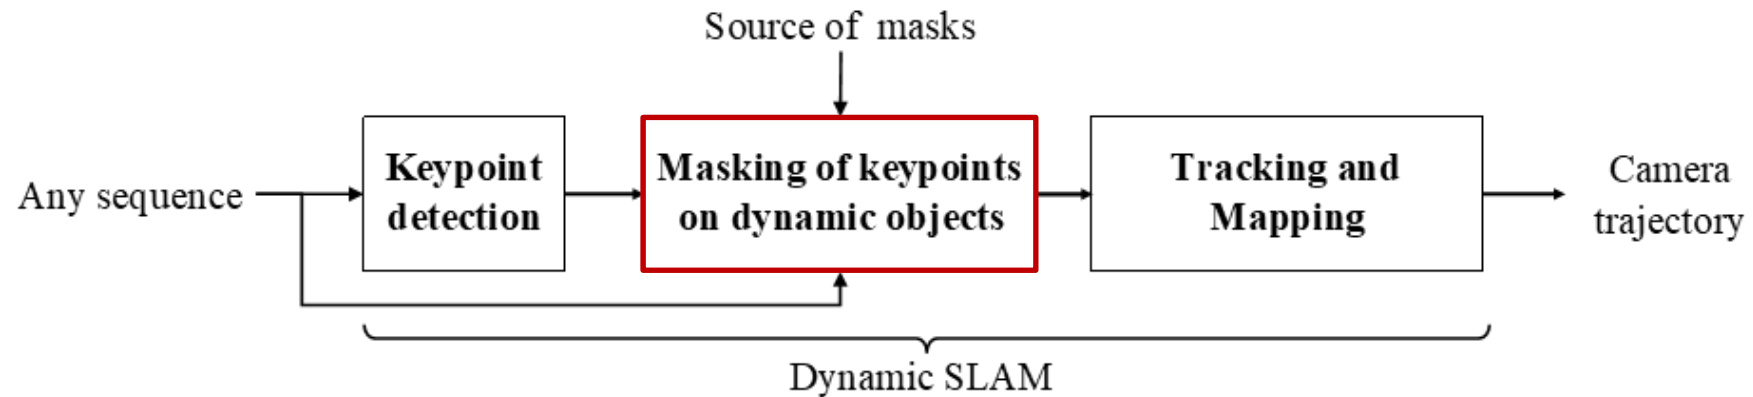 Source of masks
Any sequence
Keypoint
detection
Masking of keypoints
on dynamic objects
Tracking and
Mapping
Camera
trajectory
Dynamic SLAM